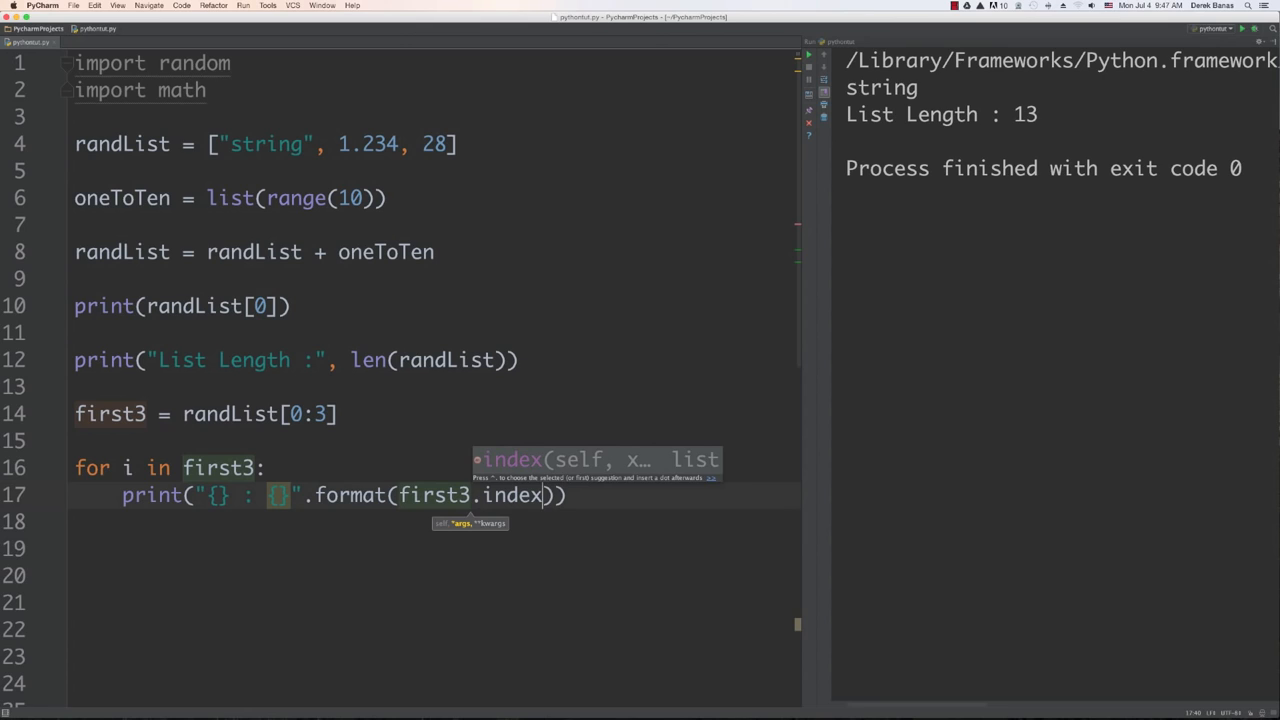 PyCharm File Edit View Navigate Code Refactor Run Tools VCS Window Help 10 Mon Jul 4 9:47 AM Derek Banas
pythontut.py - PycharmProjects - [~/PycharmProjects]
PycharmProjects pythontut.py pythontut
pythontut.py
Run: pythontut
1 import random
2 import math
3
4 randList = ["string", 1.234, 28]
5
6 oneToTen = list(range(10))
7
8 randList = randList + oneToTen
9
10 print(randList[0])
11
12 print("List Length :", len(randList))
13
14 first3 = randList[0:3]
15
16 for i in first3:
index(self, x… list
Press ^. to choose the selected (or first) suggestion and insert a dot afterwards >>
17 print("{} : {}".format(first3.index))
self, *args, **kwargs
18
19
20
21
22
23
24
/Library/Frameworks/Python.framework
string
List Length : 13
Process finished with exit code 0
17:40 LF‡ UTF-8‡